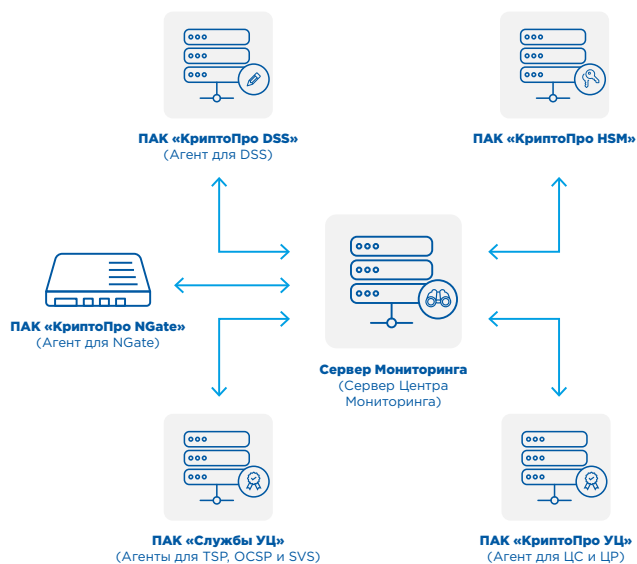 ПАК «КриптоПро DSS»
(Агент для DSS)
ПАК «КриптоПро HSM»
ПАК «КриптоПро NGate»
(Агент для NGate)
Сервер Мониторинга
(Сервер Центра
Мониторинга)
ПАК «Службы УЦ»
(Агенты для TSP, OCSP и SVS)
ПАК «КриптоПро УЦ»
(Агент для ЦС и ЦР)